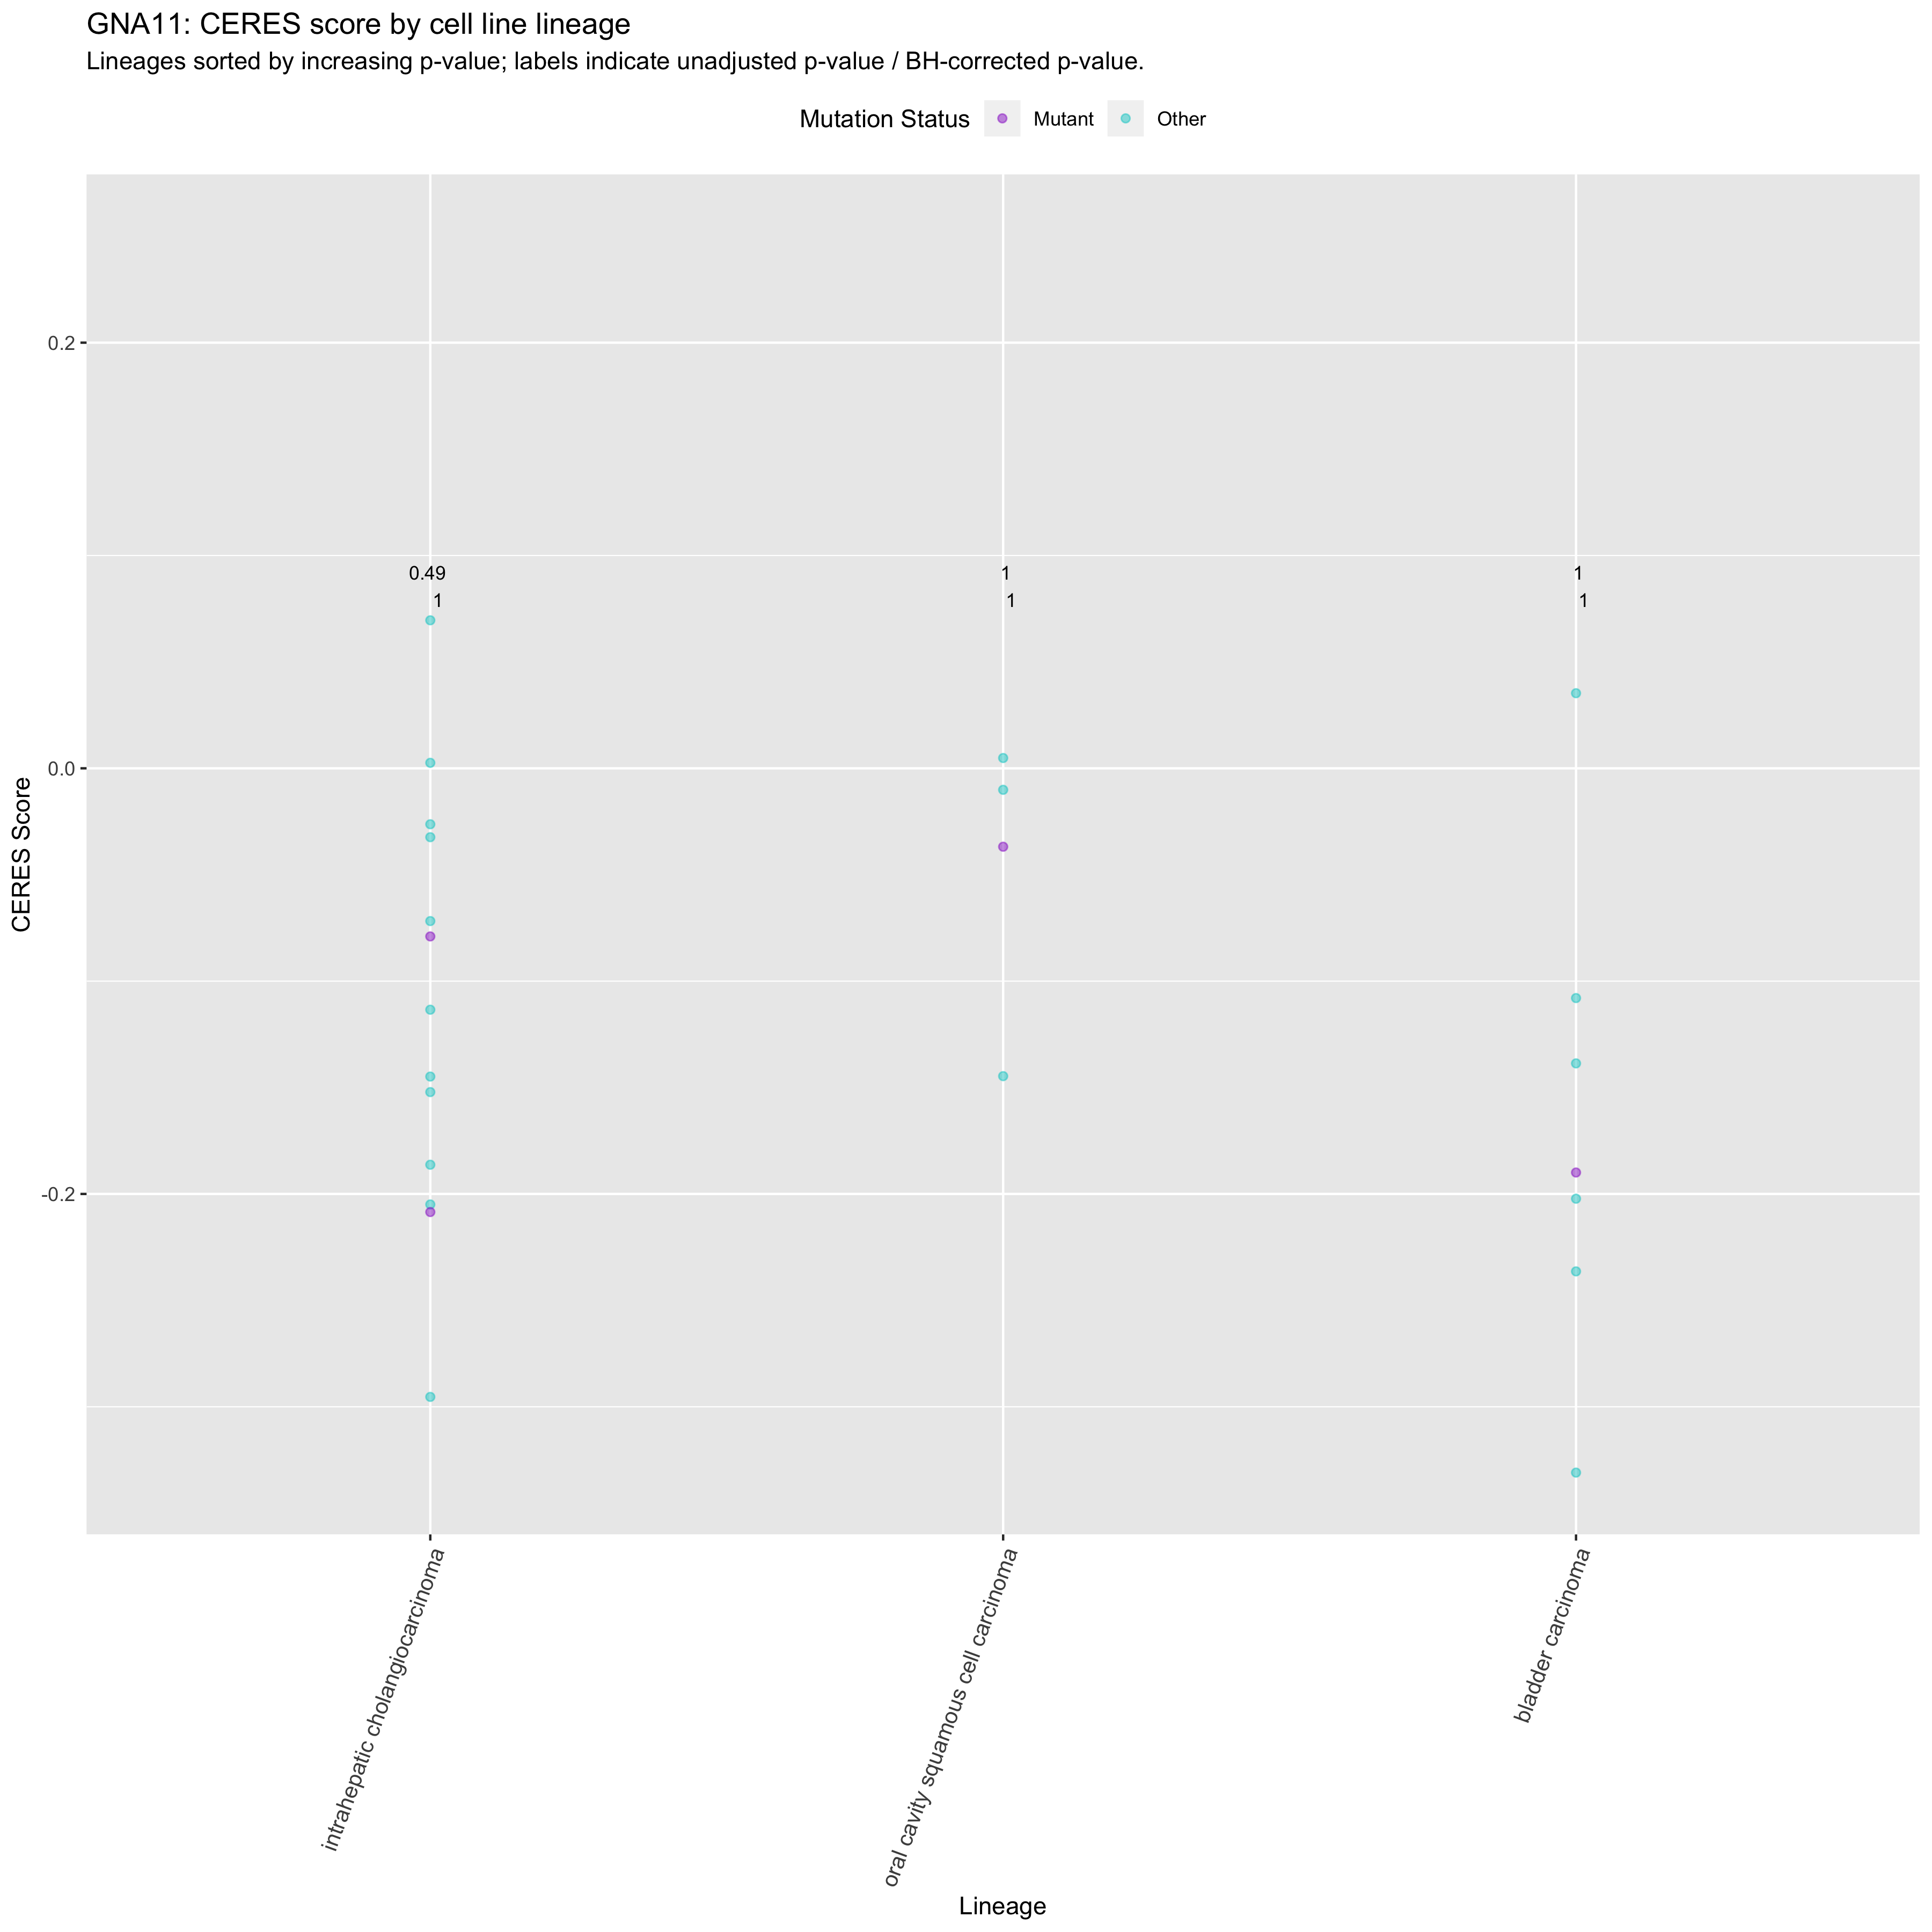 GNA11: CERES score by cell line lineage
Lineages sorted by increasing p-value; labels indicate unadjusted p-value / BH-corrected p-value.
Mutation Status Mutant Other
CERES Score
0.2
0.0
-0.2
0.49
1
1
1
1
1
intrahepatic cholangiocarcinoma
oral cavity squamous cell carcinoma
bladder carcinoma
Lineage